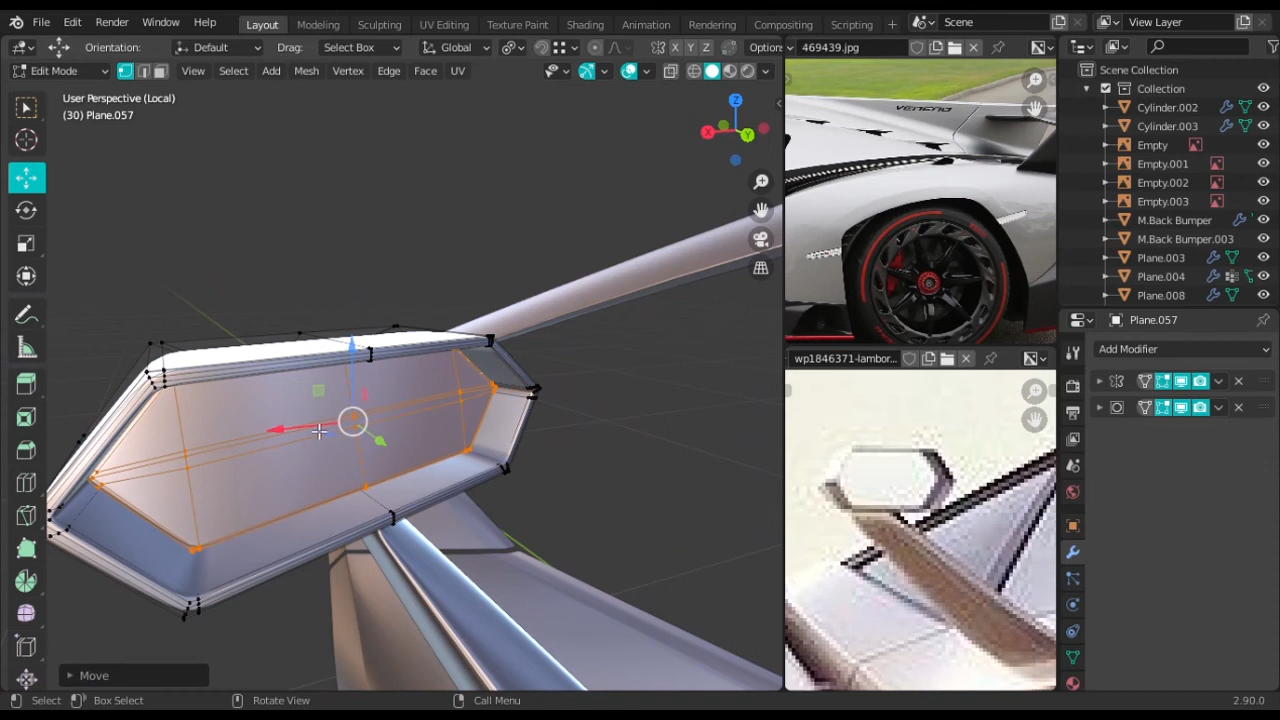 File Edit Render Window Help
Layout Modeling Sculpting UV Editing Texture Paint Shading Animation Rendering Compositing Scripting +
Scene
View Layer
Orientation: Default Drag: Select Box Global X Y Z Options
469439.jpg
Edit Mode View Select Add Mesh Vertex Edge Face UV
User Perspective (Local)
(30) Plane.057
Z
X
Y
VENENO
wp1846371-lambor...
Scene Collection
Collection
Cylinder.002
Cylinder.003
Empty
Empty.001
Empty.002
Empty.003
M.Back Bumper
M.Back Bumper.003
Plane.003
Plane.004
Plane.008
Plane.057
Add Modifier
Move
Select Box Select Rotate View Call Menu 2.90.0